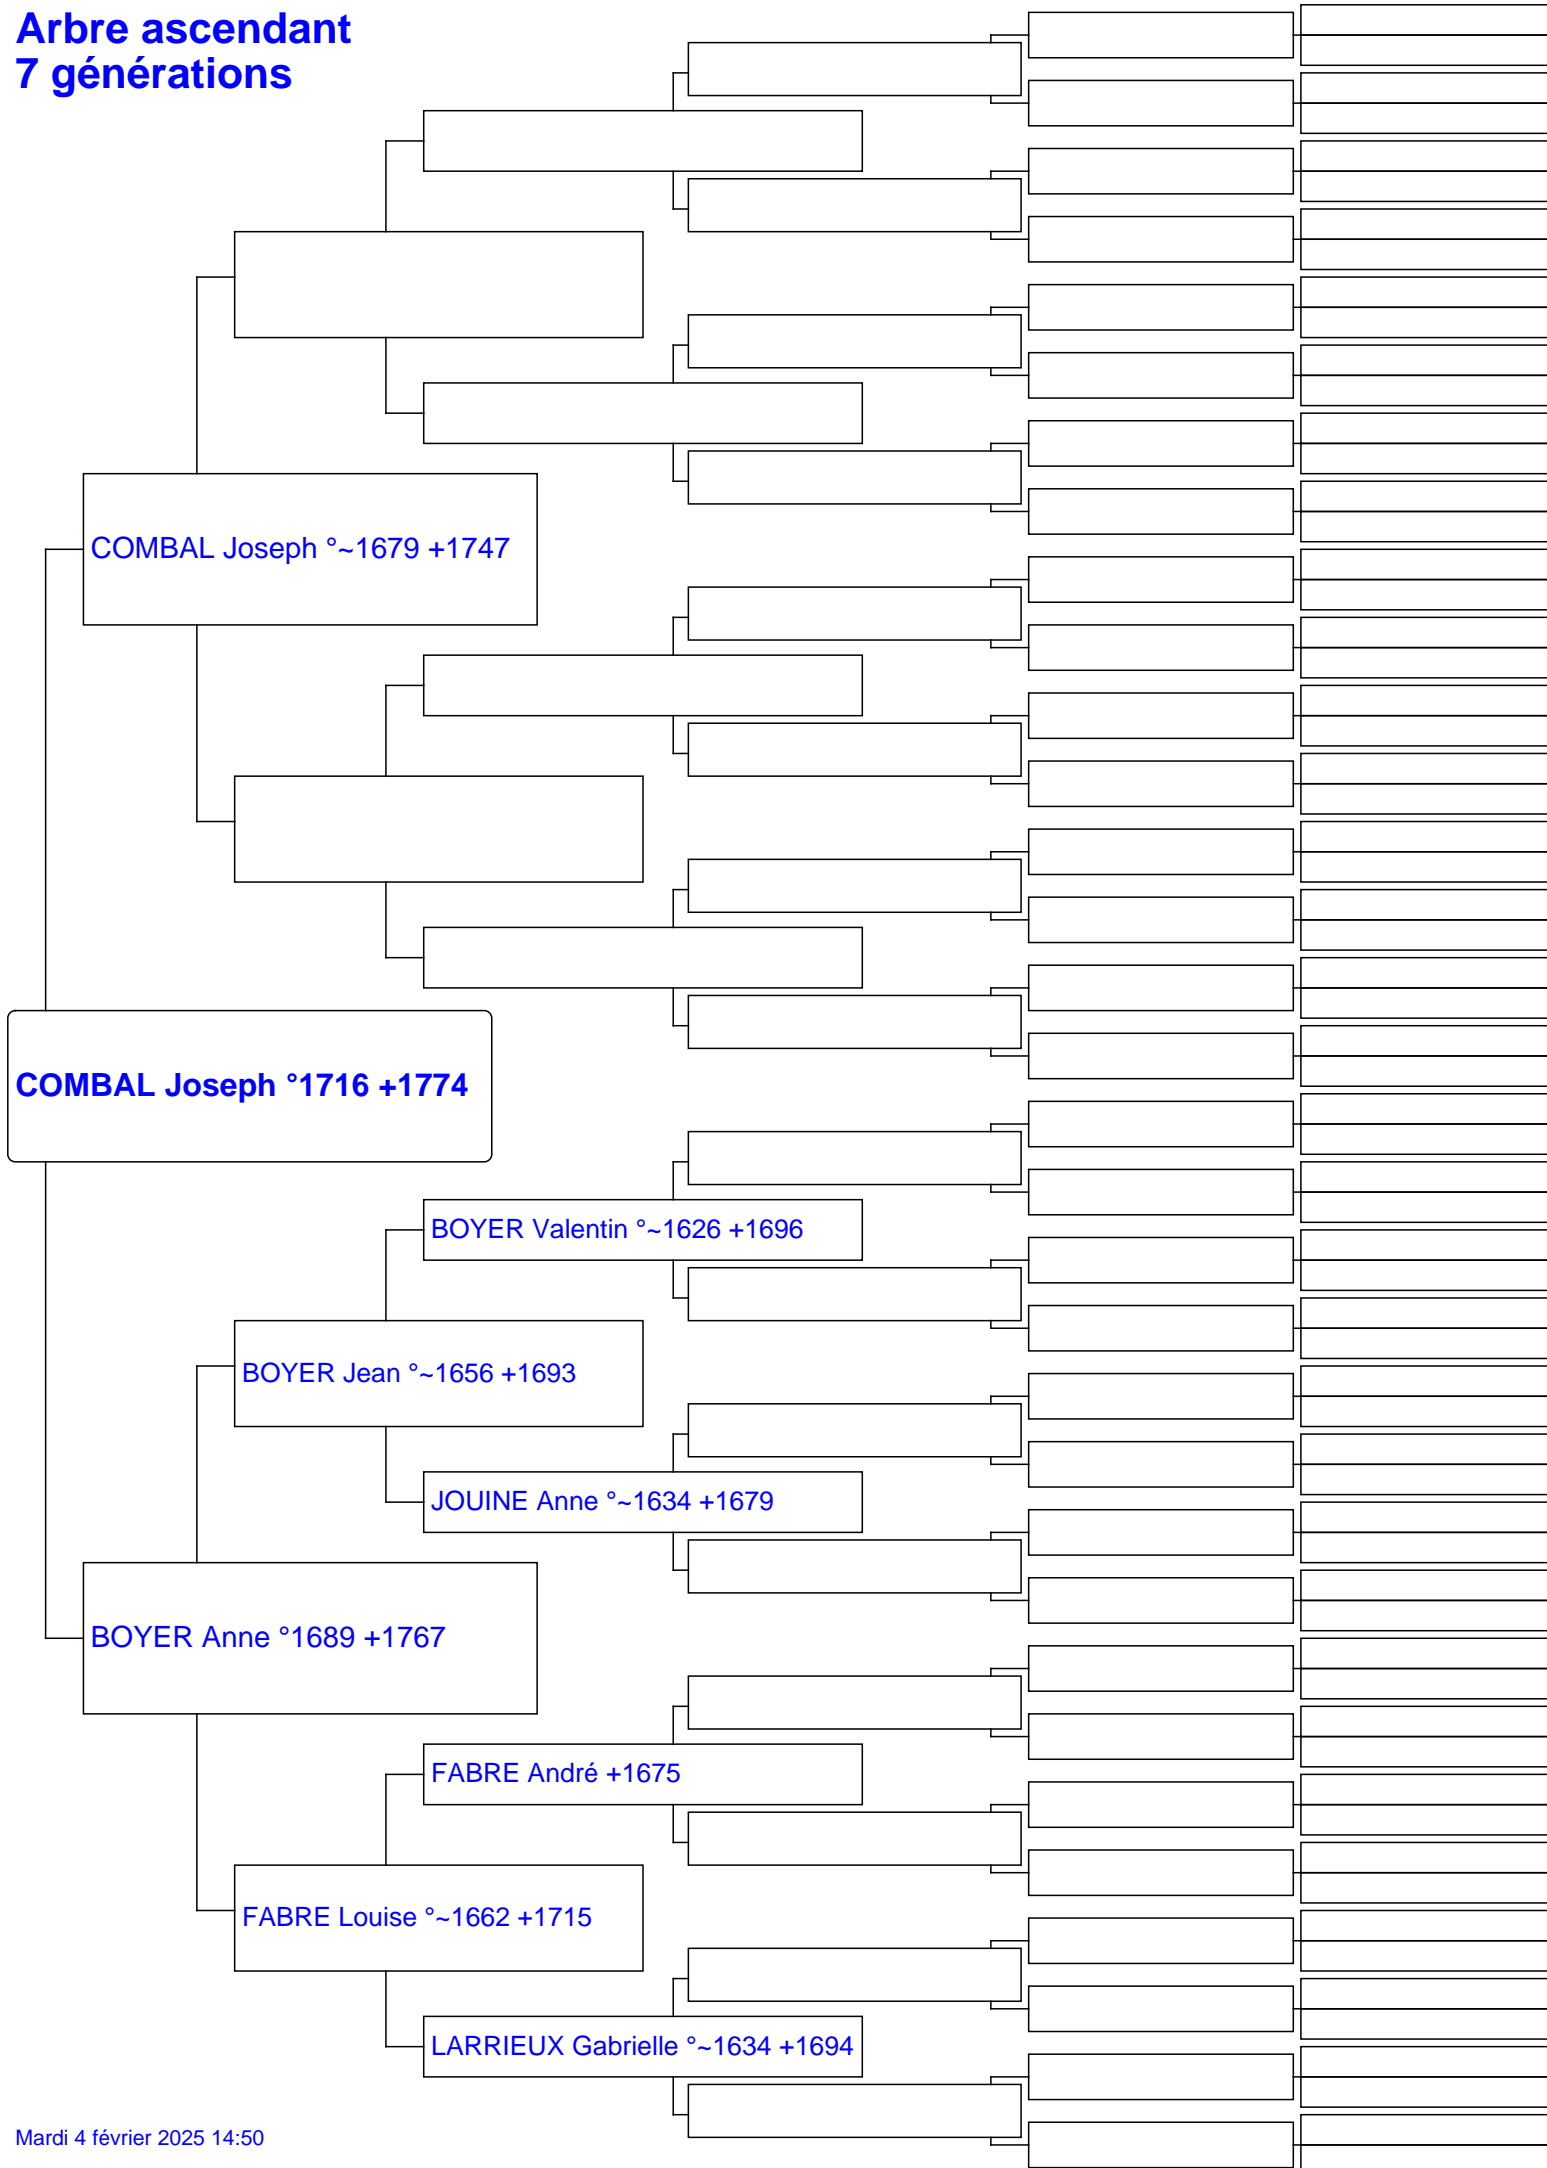 Arbre ascendant
7 générations
COMBAL Joseph °~1679 +1747
COMBAL Joseph °1716 +1774
BOYER Valentin °~1626 +1696
BOYER Jean °~1656 +1693
JOUINE Anne °~1634 +1679
BOYER Anne °1689 +1767
FABRE André +1675
FABRE Louise °~1662 +1715
LARRIEUX Gabrielle °~1634 +1694
Mardi 4 février 2025 14:50